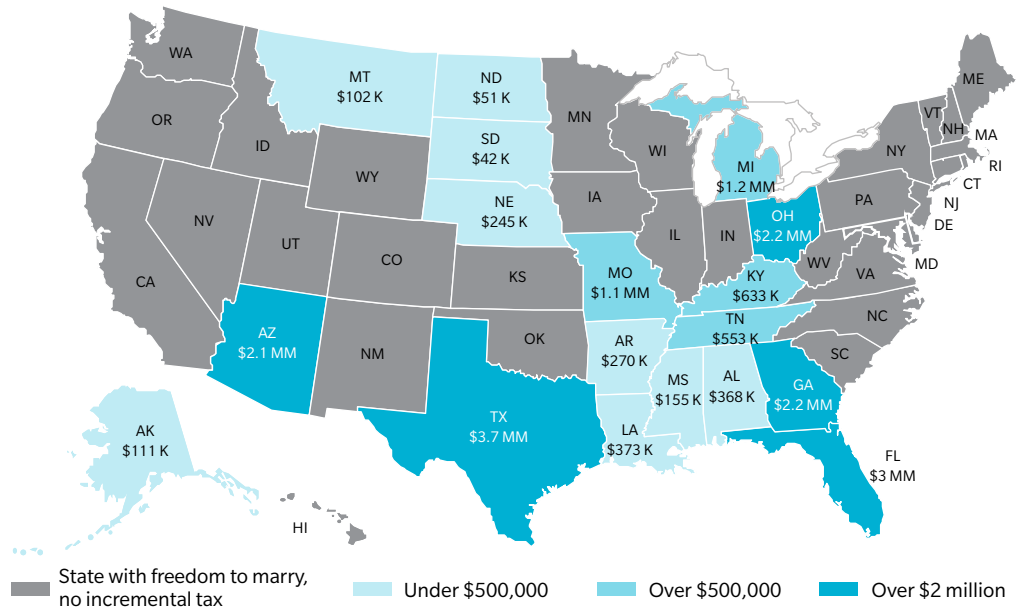 WA
MT
$102 K
ND
$51 K
MN
ME
VT
NH
MA
OR
ID
SD
$42 K
WI
NY
RI
MI
$1.2 MM
CT
WY
NE
$245 K
IA
PA
NJ
NV
UT
CO
IL
IN
OH
$2.2 MM
DE
MD
WV
VA
CA
KS
MO
$1.1 MM
KY
$633 K
NC
AZ
$2.1 MM
NM
OK
AR
$270 K
TN
$553 K
SC
MS
$155 K
AL
$368 K
GA
$2.2 MM
TX
$3.7 MM
LA
$373 K
FL
$3 MM
AK
$111 K
HI
State with freedom to marry,
no incremental tax
Under $500,000
Over $500,000
Over $2 million